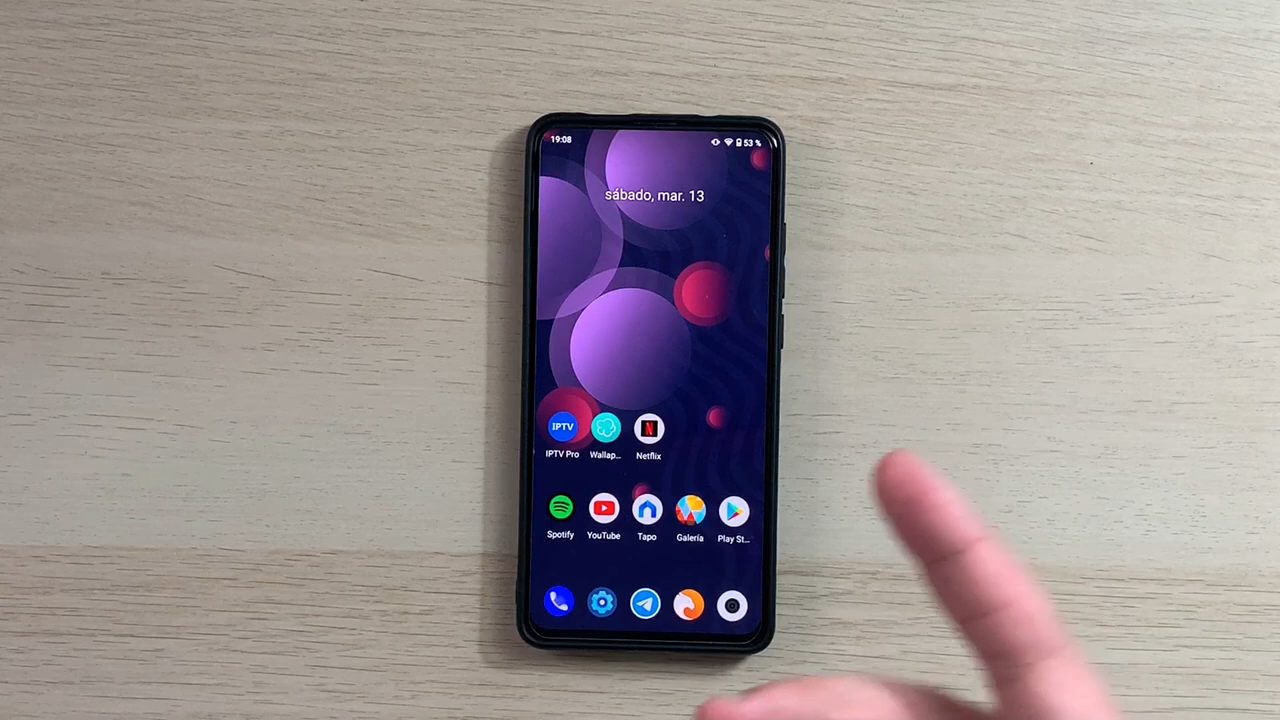 19:08 53 %
sábado, mar. 13
IPTV
IPTV Pro Wallap... Netflix
Spotify YouTube Tapo Galería Play St...